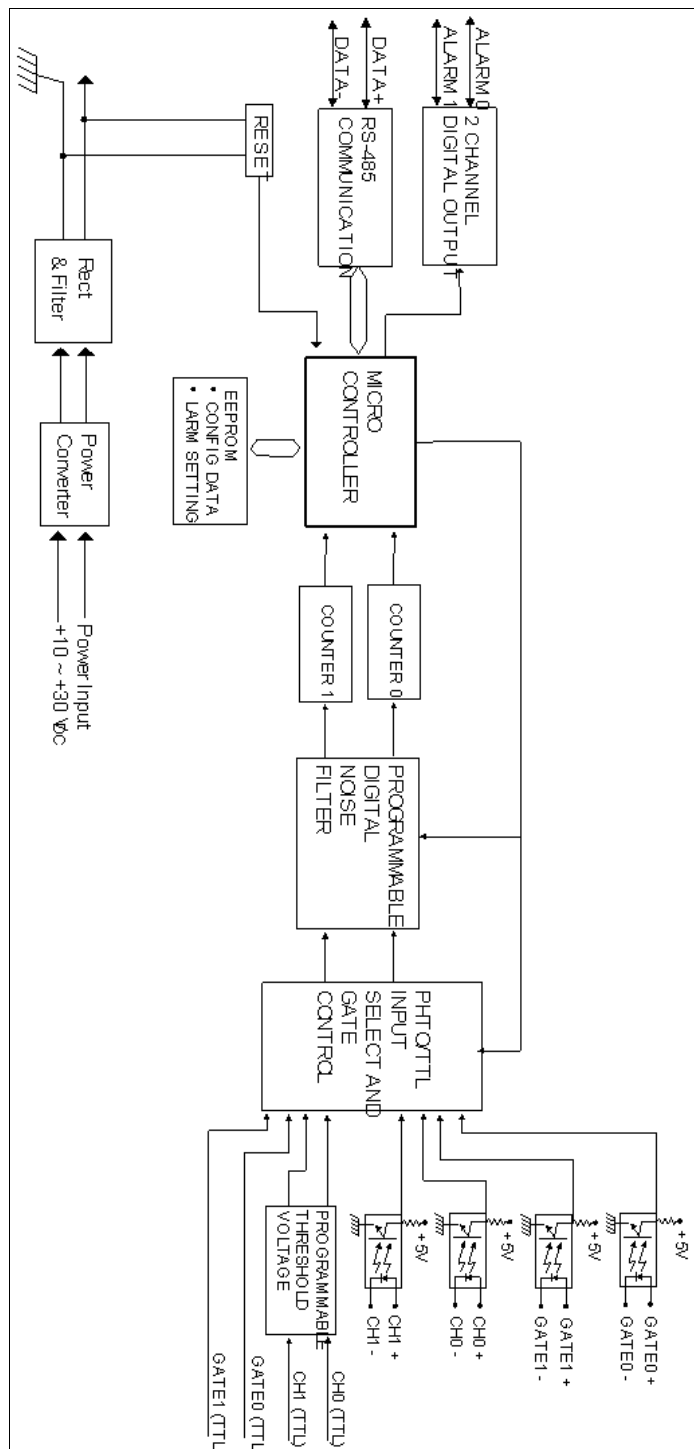 ALARM 0
ALARM 1
2 CHANNEL
DIGITAL OUTPUT
DATA+
DATA-
RS-485
COMMUNICATION
RESET
Rect
& Filter
Power
Converter
Power Input
+10 ~ +30 Vdc
MICRO
CONTROLLER
EEPROM
• CONFIG DATA
• LARM SETTING
COUNTER 0
COUNTER 1
PROGRAMMABLE
DIGITAL
NOISE
FILTER
PHTO/TTL
INPUT
SELECT AND
GATE
CONTROL
+5V
GATE0 +
GATE0 -
+5V
GATE1 +
GATE1 -
+5V
CH0 +
CH0 -
+5V
CH1 +
CH1 -
PROGRAMMABLE
THRESHOLD
VOLTAGE
CH0 (TTL)
CH1 (TTL)
GATE0 (TTL
GATE1 (TTL